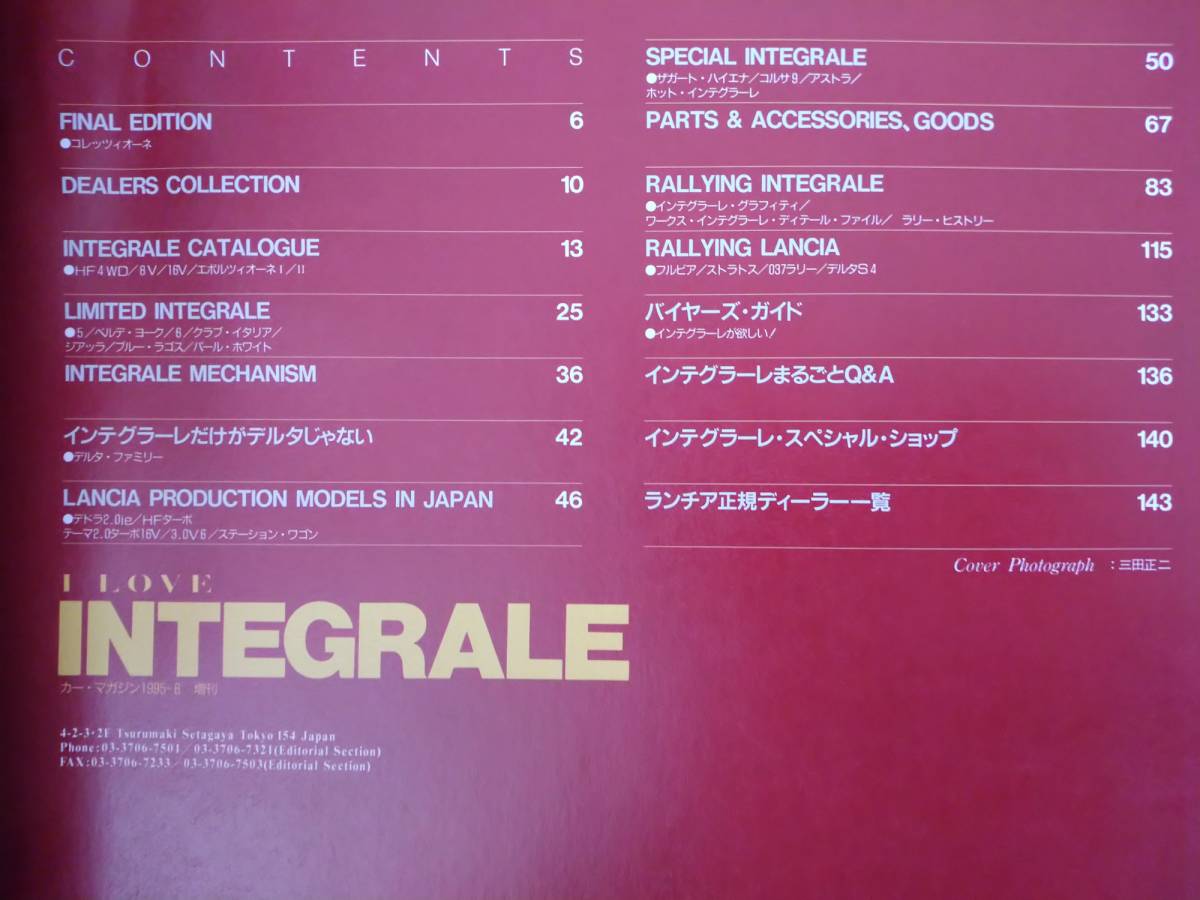 CONTENTS
FINAL EDITION 6
●コレッツィオーネ
DEALERS COLLECTION 10
INTEGRALE CATALOGUE 13
●HF4WD／8V／16V／エボルツィオーネI／II
LIMITED INTEGRALE 25
●5／ベルデ・ヨーク／6／クラブ・イタリア／
ジアッラ／ブルー・ラゴス／パール・ホワイト
INTEGRALE MECHANISM 36
インテグラーレだけがデルタじゃない 42
●デルタ・ファミリー
LANCIA PRODUCTION MODELS IN JAPAN 46
●デドラ2.0ie／HFターボ
テーマ2.0ターボ16V／3.0V6／ステーション・ワゴン
SPECIAL INTEGRALE 50
●ザガート・ハイエナ／コルサ9／アストラ／
ホット・インテグラーレ
PARTS & ACCESSORIES、GOODS 67
RALLYING INTEGRALE 83
●インテグラーレ・グラフィティ／
ワークス・インテグラーレ・ディテール・ファイル／ ラリー・ヒストリー
RALLYING LANCIA 115
●フルビア／ストラトス／037ラリー／デルタS4
バイヤーズ・ガイド 133
●インテグラーレが欲しい！
インテグラーレまるごとQ&A 136
インテグラーレ・スペシャル・ショップ 140
ランチア正規ディーラー一覧 143
Cover Photograph ：三田正二
I LOVE
INTEGRALE
カー・マガジン1995-6 増刊
4-2-3・2F Tsurumaki Setagaya Tokyo 154 Japan
Phone:03-3706-7501／03-3706-7321(Editorial Section)
FAX:03-3706-7233／03-3706-7503(Editorial Section)